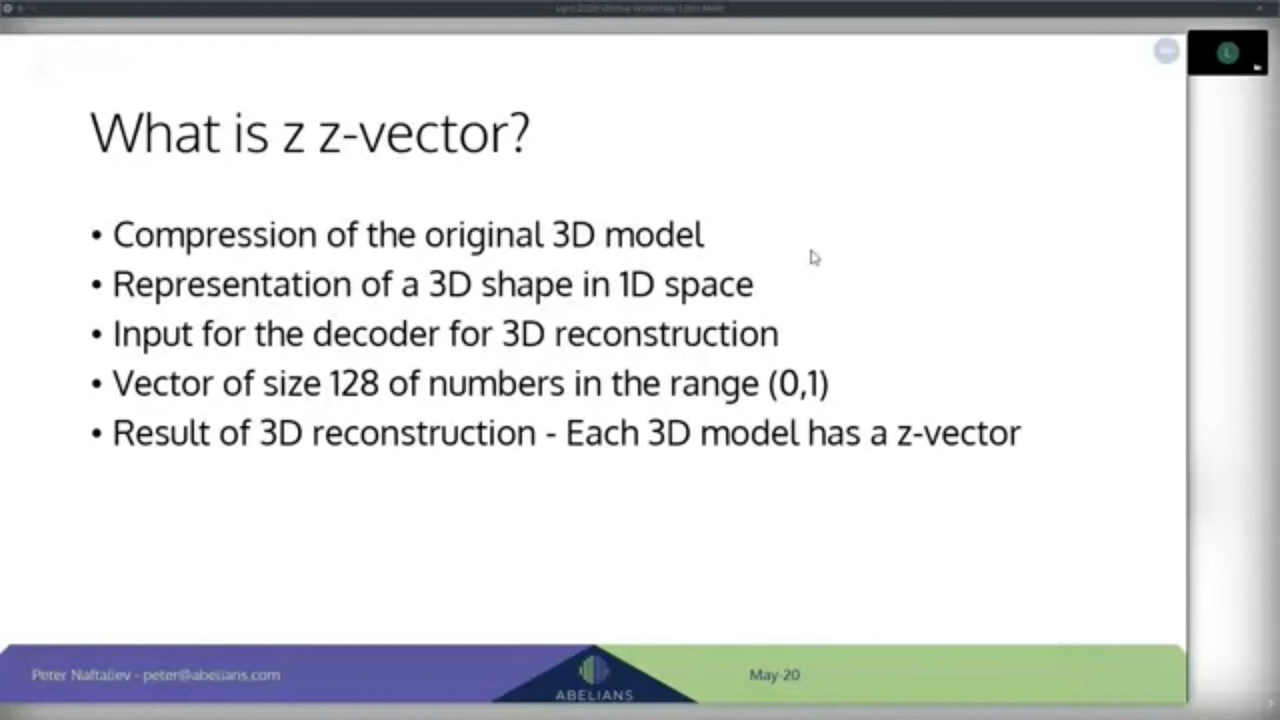 What is z z-vector?
• Compression of the original 3D model
• Representation of a 3D shape in 1D space
• Input for the decoder for 3D reconstruction
• Vector of size 128 of numbers in the range (0,1)
• Result of 3D reconstruction - Each 3D model has a z-vector
Peter Naftaliev - peter@abelians.com
ABELIANS
May-20
L